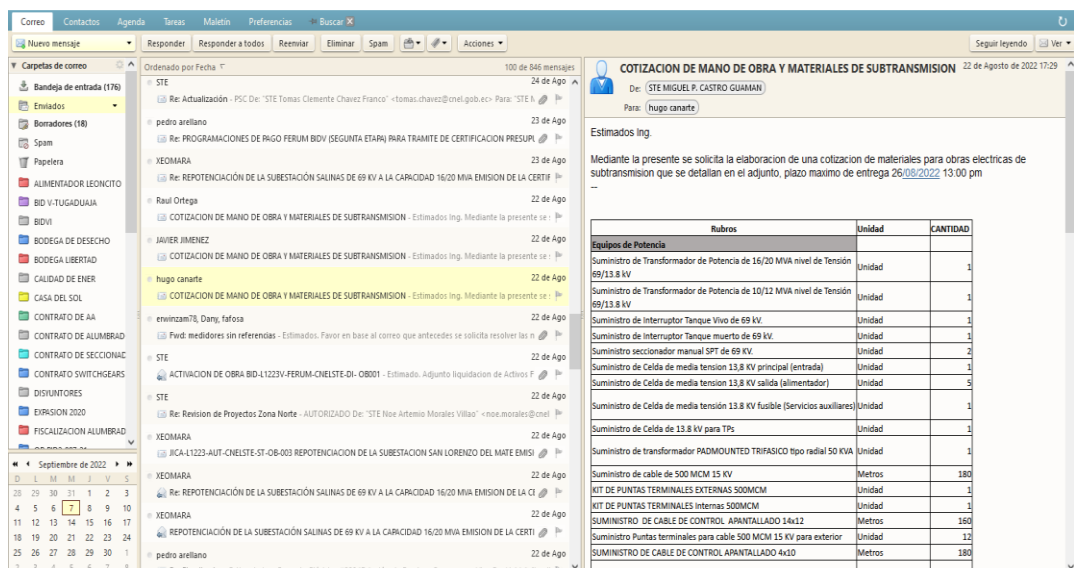 Correo Contactos Agenda Tareas Maletín Preferencias Buscar
Nuevo mensaje Responder Responder a todos Reenviar Eliminar Spam Acciones Seguir leyendo Ver
Carpetas de correo
Bandeja de entrada (176)
Enviados
Borradores (18)
Spam
Papelera
ALIMENTADOR LEONCITO
BID V-TUGADUAJA
BIDVI
BODEGA DE DESECHO
BODEGA LIBERTAD
CALIDAD DE ENER
CASA DEL SOL
CONTRATO DE AA
CONTRATO DE ALUMBRAD
CONTRATO DE SECCIONAD
CONTRATO SWITCHGEARS
DISYUNTORES
EXPASION 2020
FISCALIZACION ALUMBRAD
Septiembre de 2022
D L M M J V S
28 29 30 31 1 2 3
4 5 6 7 8 9 10
11 12 13 14 15 16 17
18 19 20 21 22 23 24
25 26 27 28 29 30 1
2 3 4 5 6 7 8
Ordenado por Fecha 100 de 846 mensajes
STE 24 de Ago
Re: Actualización - PSC De: "STE Tomas Clemente Chavez Franco" <tomas.chavez@cnel.gob.ec> Para: "STE
pedro arellano 23 de Ago
Re: PROGRAMACIONES DE PAGO FERUM BIDV (SEGUNTA ETAPA) PARA TRAMITE DE CERTIFICACION PRESUPU
XEOMARA 23 de Ago
Re: REPOTENCIACIÓN DE LA SUBESTACIÓN SALINAS DE 69 KV A LA CAPACIDAD 16/20 MVA EMISION DE LA CERTIF
Raul Ortega 22 de Ago
COTIZACION DE MANO DE OBRA Y MATERIALES DE SUBTRANSMISION - Estimados Ing. Mediante la presente se
JAVIER JIMENEZ 22 de Ago
COTIZACION DE MANO DE OBRA Y MATERIALES DE SUBTRANSMISION - Estimados Ing. Mediante la presente se
hugo canarte 22 de Ago
COTIZACION DE MANO DE OBRA Y MATERIALES DE SUBTRANSMISION - Estimados Ing. Mediante la presente se
erwinzam78, Dany, fafosa 22 de Ago
Fwd: medidores sin referencias - Estimados. Favor en base al correo que antecedes se solicita resolver las n
STE 22 de Ago
ACTIVACION DE OBRA BID-L1223V-FERUM-CNELSTE-DI- OB001 - Estimado. Adjunto liquidacion de Activos F
STE 22 de Ago
Re: Revision de Proyectos Zona Norte - AUTORIZADO De: "STE Noe Artemio Morales Villao" <noe.morales@cnel
XEOMARA 22 de Ago
JICA-L1223-AUT-CNELSTE-ST-OB-003 REPOTENCIACION DE LA SUBESTACION SAN LORENZO DEL MATE EMISI
XEOMARA 22 de Ago
Re: REPOTENCIACIÓN DE LA SUBESTACIÓN SALINAS DE 69 KV A LA CAPACIDAD 16/20 MVA EMISION DE LA CE
XEOMARA 22 de Ago
REPOTENCIACIÓN DE LA SUBESTACIÓN SALINAS DE 69 KV A LA CAPACIDAD 16/20 MVA EMISION DE LA CERTI
pedro arellano 22 de Ago
COTIZACION DE MANO DE OBRA Y MATERIALES DE SUBTRANSMISION 22 de Agosto de 2022 17:29
De: STE MIGUEL P. CASTRO GUAMAN
Para: hugo canarte
Estimados Ing.
Mediante la presente se solicita la elaboracion de una cotizacion de materiales para obras electricas de
subtransmision que se detallan en el adjunto, plazo maximo de entrega 26/08/2022 13:00 pm
--
Rubros Unidad CANTIDAD
Equipos de Potencia
Suministro de Transformador de Potencia de 16/20 MVA nivel de Tensión
69/13.8 kV Unidad 1
Suministro de Transformador de Potencia de 10/12 MVA nivel de Tensión
69/13.8 kV Unidad 1
Suministro de Interruptor Tanque Vivo de 69 kV. Unidad 1
Suministro de Interruptor Tanque muerto de 69 kV. Unidad 1
Suministro seccionador manual SPT de 69 KV. Unidad 2
Suministro de Celda de media tension 13,8 KV principal (entrada) Unidad 1
Suministro de Celda de media tension 13,8 KV salida (alimentador) Unidad 5
Suministro de Celda de media tensión 13.8 KV fusible (Servicios auxiliares) Unidad 1
Suministro de Celda de 13.8 kV para TPs Unidad 1
Suministro de transformador PADMOUNTED TRIFASICO tipo radial 50 KVA Unidad 1
Suministro de cable de 500 MCM 15 KV Metros 180
KIT DE PUNTAS TERMINALES EXTERNAS 500MCM Unidad 1
KIT DE PUNTAS TERMINALES Internas 500MCM Unidad 1
SUMINISTRO DE CABLE DE CONTROL APANTALLADO 14x12 Metros 160
Suministro Puntas terminales para cable 500 MCM 15 KV para exterior Unidad 12
SUMINISTRO DE CABLE DE CONTROL APANTALLADO 4x10 Metros 180